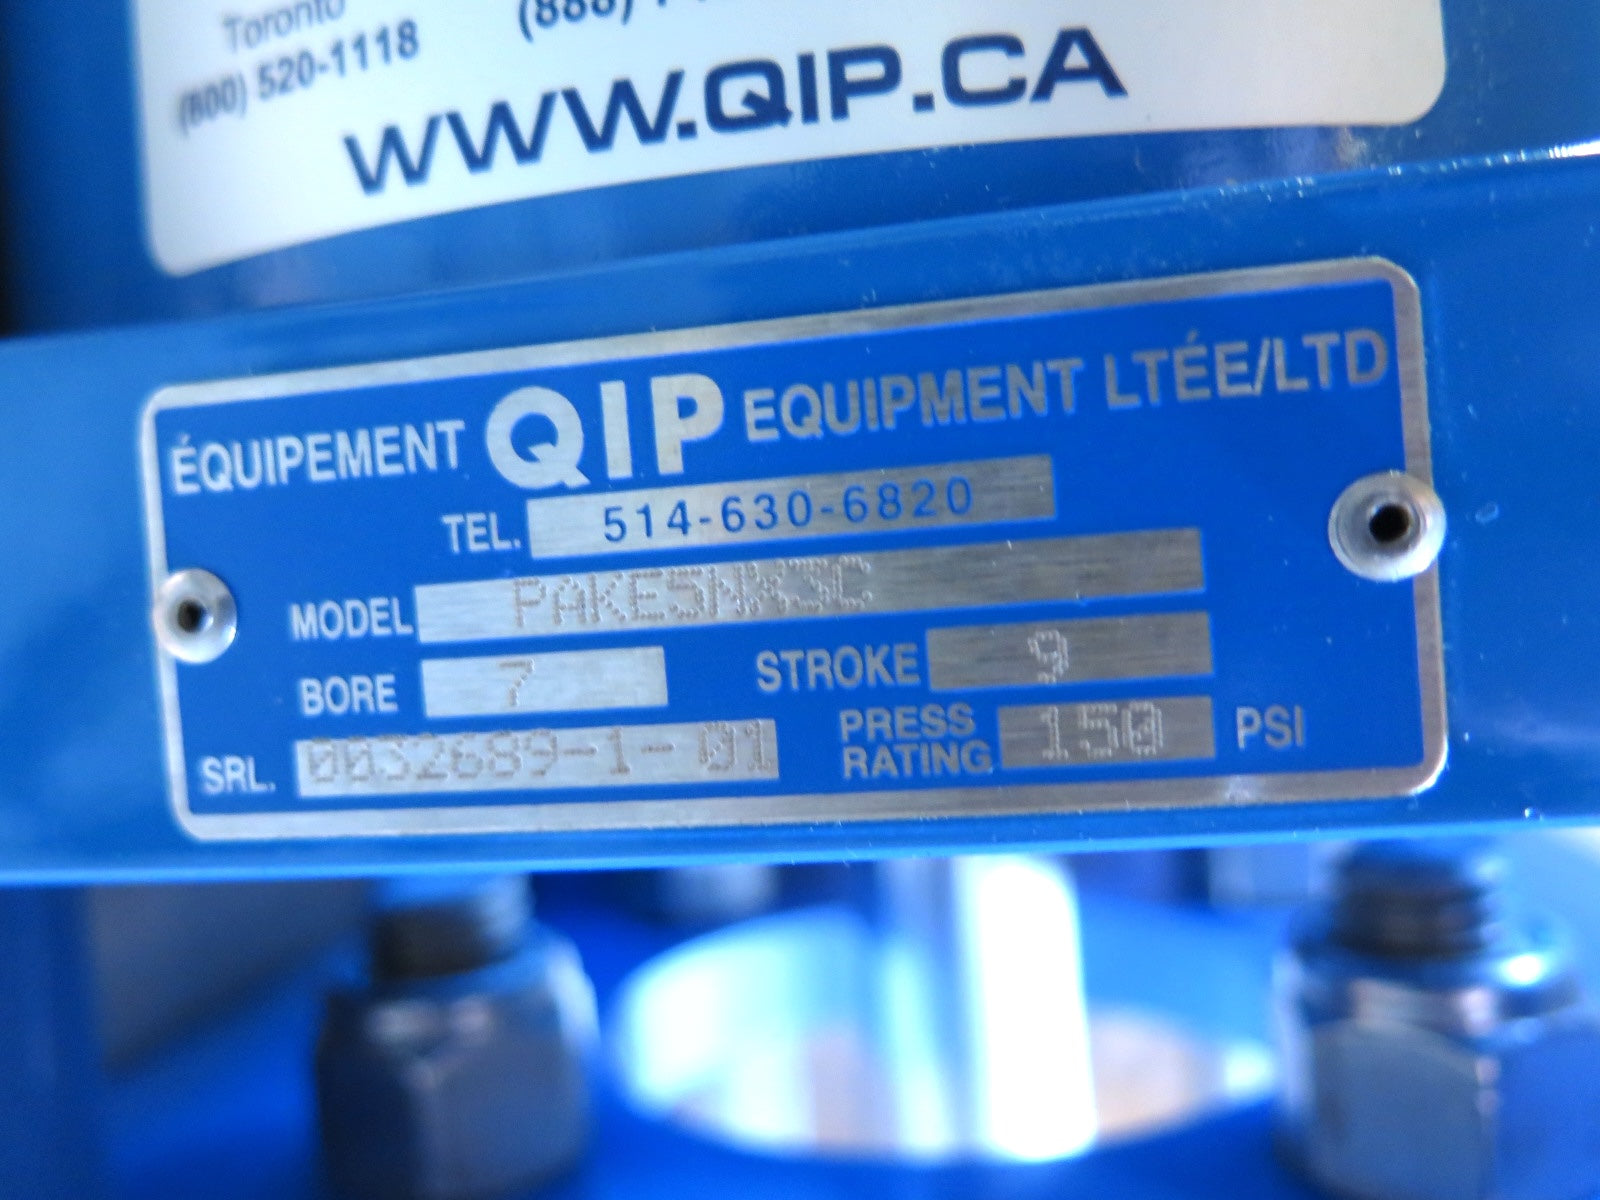 Toronto
(800) 520-1118
WWW.QIP.CA
ÉQUIPEMENT QIP EQUIPMENT LTÉE/LTD
TEL. 514-630-6820
MODEL PAKE5NX3C
BORE 7 STROKE 9
SRL. 0032689-1-01 PRESS RATING 150 PSI